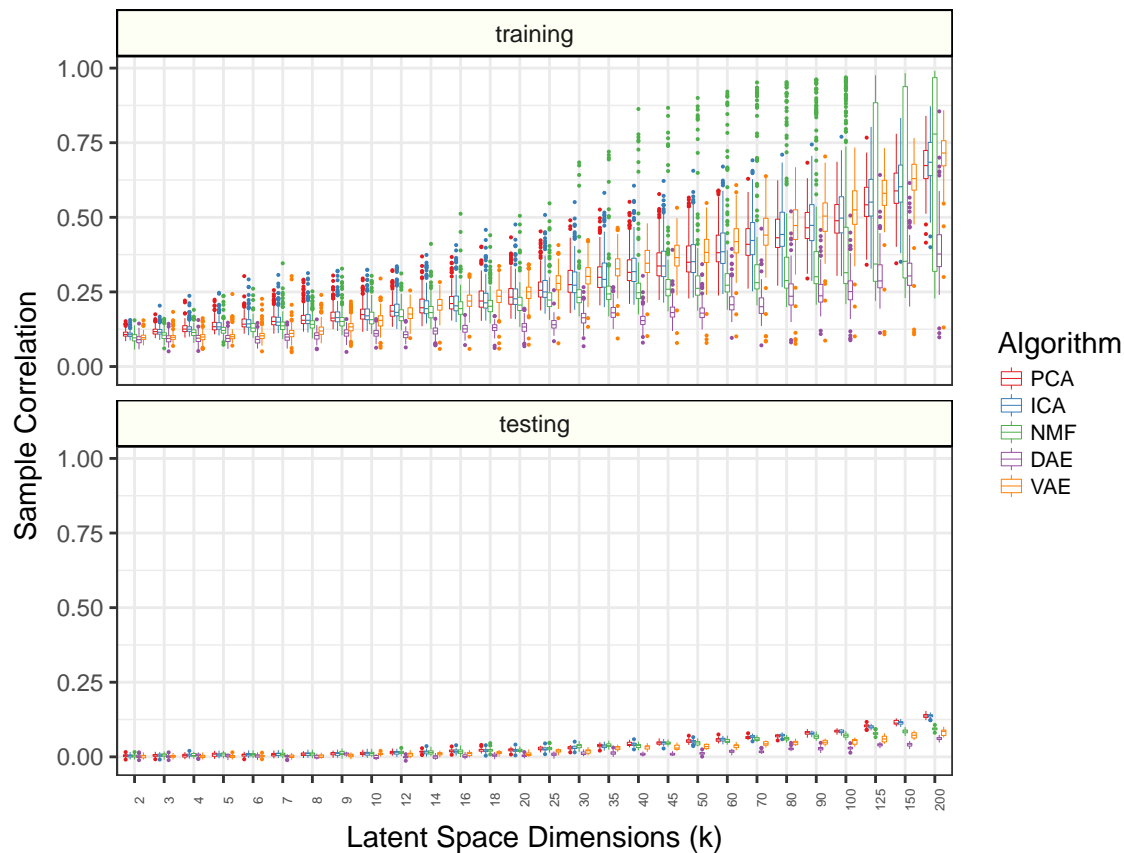 training
1.00
0.75
0.50
0.25
0.00
testing
1.00
0.75
0.50
0.25
0.00
Sample Correlation
2 3 4 5 6 7 8 9 10 12 14 16 18 20 25 30 35 40 45 50 60 70 80 90 100 125 150 200
Latent Space Dimensions (k)
Algorithm
PCA
ICA
NMF
DAE
VAE